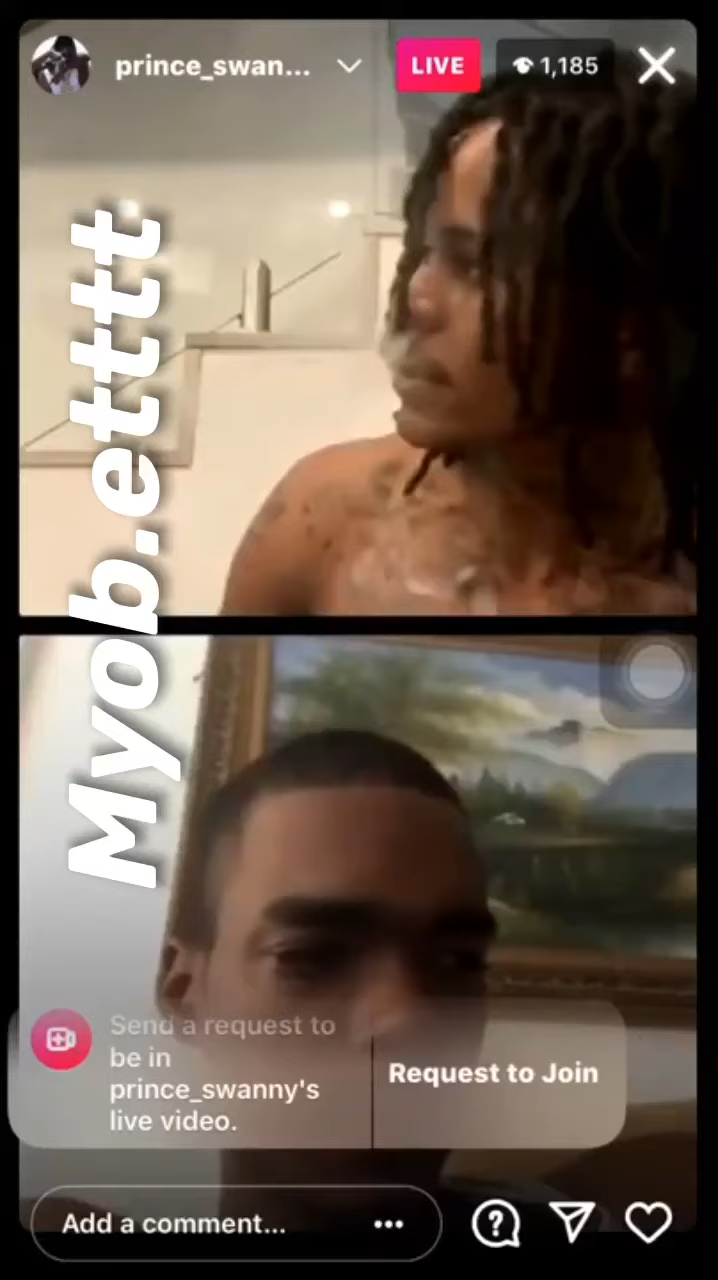 prince_swan...
LIVE
1,185
Myob.etttt
Send a request to
be in
prince_swanny's
live video.
Request to Join
Add a comment...